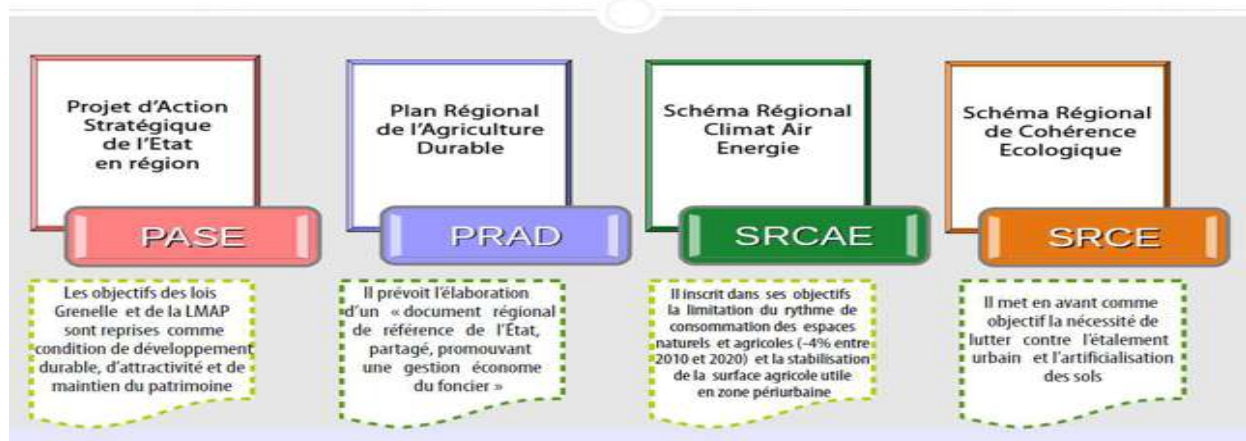 Projet d'Action
Stratégique
de l'Etat
en région
PASE
Les objectifs des lois
Grenelle et de la LMAP
sont reprises comme
condition de développement
durable, d'attractivité et de
maintien du patrimoine
Plan Régional
de l'Agriculture
Durable
PRAD
Il prévoit l'élaboration
d'un « document régional
de référence de l'État,
partagé, promouvant
une gestion économe
du foncier »
Schéma Régional
Climat Air
Energie
SRCAE
Il inscrit dans ses objectifs
la limitation du rythme de
consommation des espaces
naturels et agricoles (-4% entre
2010 et 2020) et la stabilisation
de la surface agricole utile
en zone périurbaine
Schéma Régional
de Cohérence
Ecologique
SRCE
Il met en avant comme
objectif la nécessité de
lutter contre l'étalement
urbain et l'artificialisation
des sols